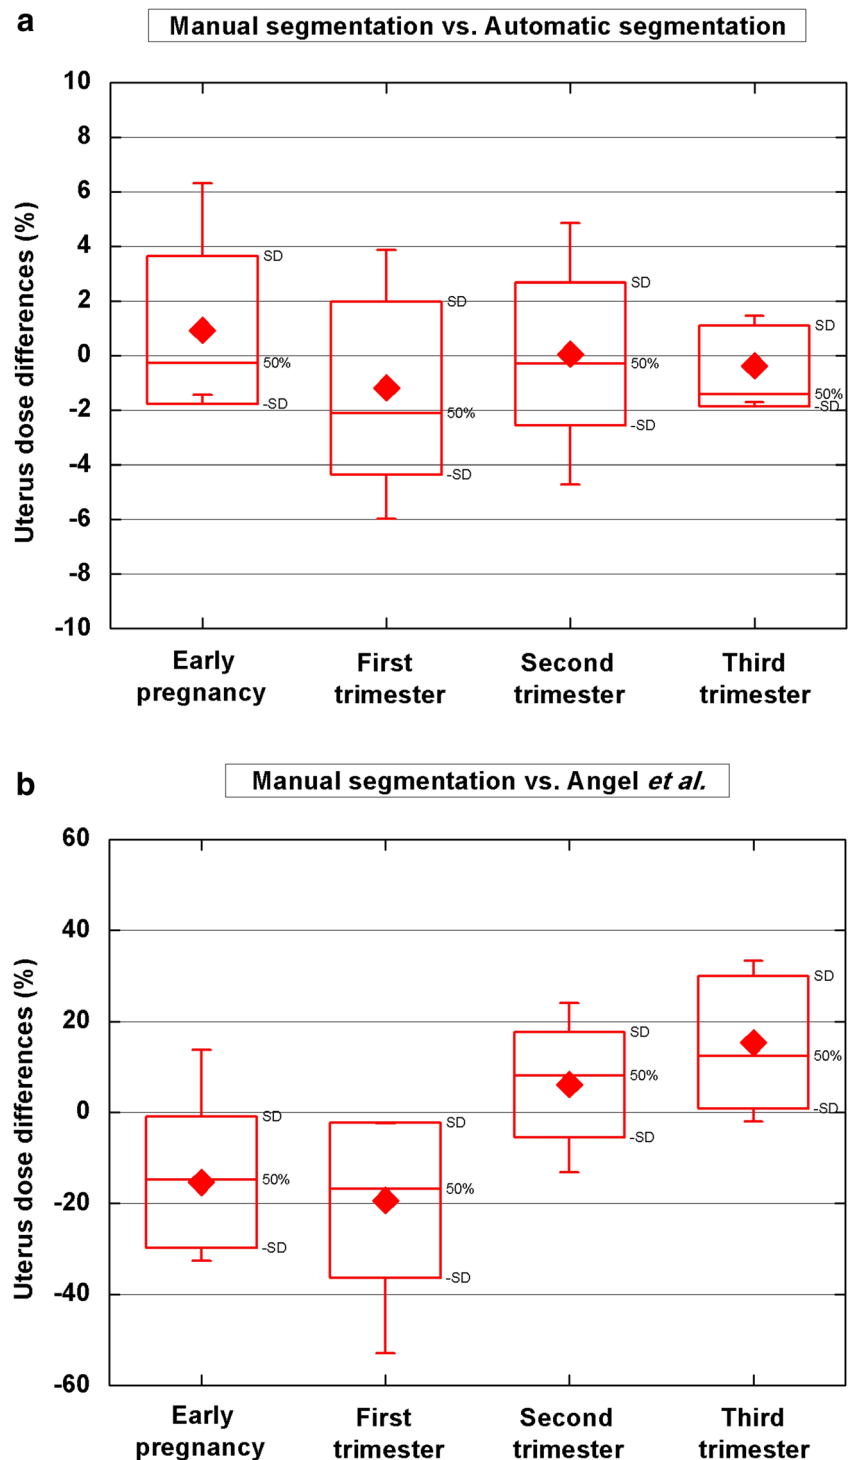 a
Manual segmentation vs. Automatic segmentation
Uterus dose differences (%)
10
8
6
4
2
0
-2
-4
-6
-8
-10
SD
50%
-SD
SD
50%
-SD
SD
50%
-SD
SD
50%
-SD
Early
pregnancy
First
trimester
Second
trimester
Third
trimester
b
Manual segmentation vs. Angel et al.
Uterus dose differences (%)
60
40
20
0
-20
-40
-60
SD
50%
-SD
SD
50%
-SD
SD
50%
-SD
SD
50%
-SD
Early
pregnancy
First
trimester
Second
trimester
Third
trimester